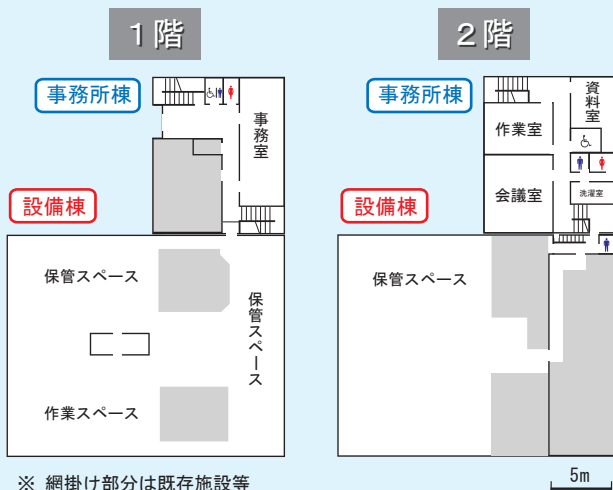 1階
事務所棟
事務室
設備棟
保管スペース
保管スペース
作業スペース
※ 網掛け部分は既存施設等
2階
事務所棟
資料室
作業室
会議室
洗濯室
設備棟
保管スペース
5m